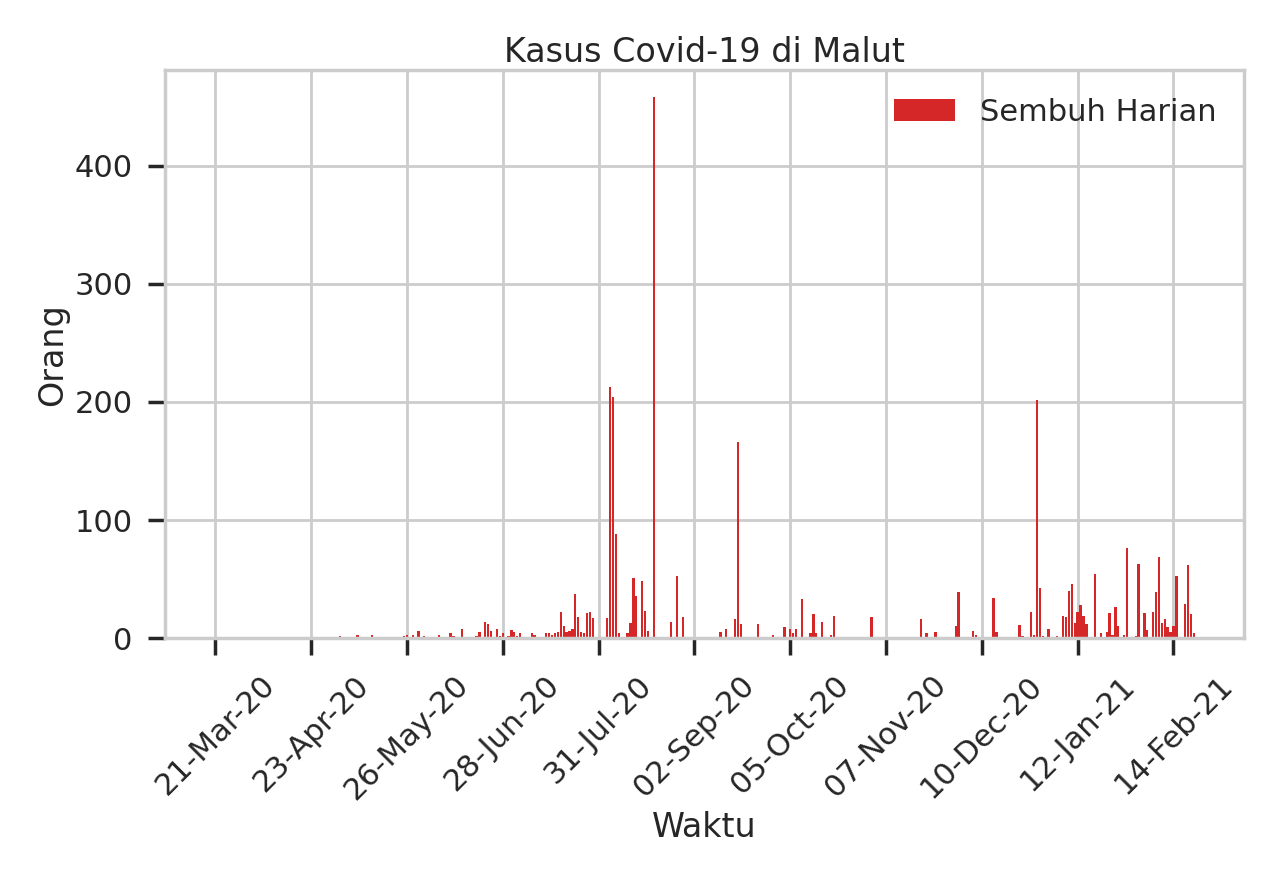 Kasus Covid-19 di Malut
Sembuh Harian
Orang
400
300
200
100
0
21-Mar-20
23-Apr-20
26-May-20
28-Jun-20
31-Jul-20
02-Sep-20
05-Oct-20
07-Nov-20
10-Dec-20
12-Jan-21
14-Feb-21
Waktu